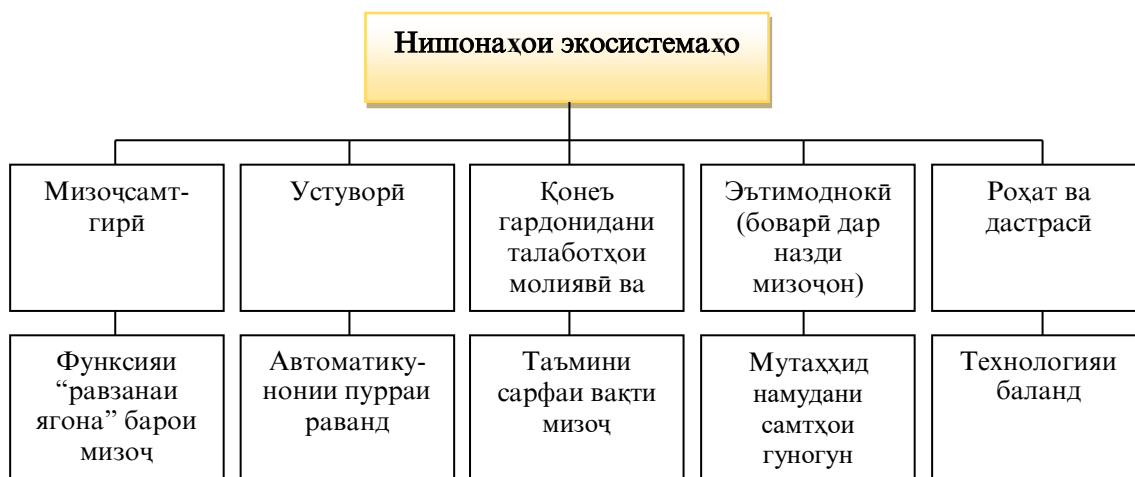 Нишонаҳои экосистемаҳо
Мизоҷсамт-
гирӣ
Устуворӣ
Қонеъ
гардонидани
талаботҳои
молиявӣ ва
Эътимоднокӣ
(боварӣ дар
назди
мизоҷон)
Роҳат ва
дастрасӣ
Функсияи
“равзанаи
ягона” барои
мизоҷ
Автоматику-
нонии пурраи
раванд
Таъмини
сарфаи вақти
мизоҷ
Мутаҳҳид
намудани
самтҳои
гуногун
Технологияи
баланд